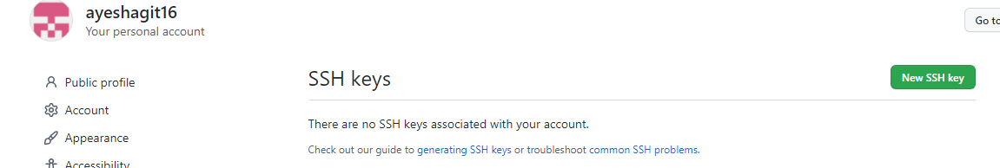 ayeshagit16
Your personal account
Go to
Public profile
Account
Appearance
Accessibility
SSH keys
New SSH key
There are no SSH keys associated with your account.
Check out our guide to generating SSH keys or troubleshoot common SSH problems.